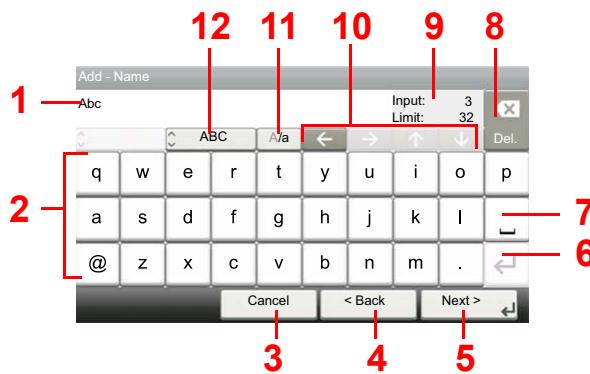 12 11 10 9 8
Add - Name
1 Abc Input: 3
Limit: 32
ABC A/a ← → ↑ ↓ Del.
q w e r t y u i o p
2 a s d f g h j k l 7
@ z x c v b n m . 6
Cancel < Back Next >
3 4 5